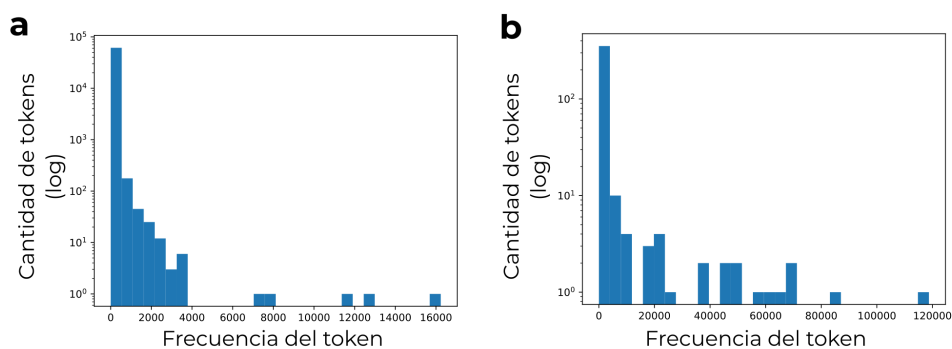 a
Cantidad de tokens
(log)
10⁵
10⁴
10³
10²
10¹
10⁰
0 2000 4000 6000 8000 10000 12000 14000 16000
Frecuencia del token
b
Cantidad de tokens
(log)
10²
10¹
10⁰
0 20000 40000 60000 80000 100000 120000
Frecuencia del token